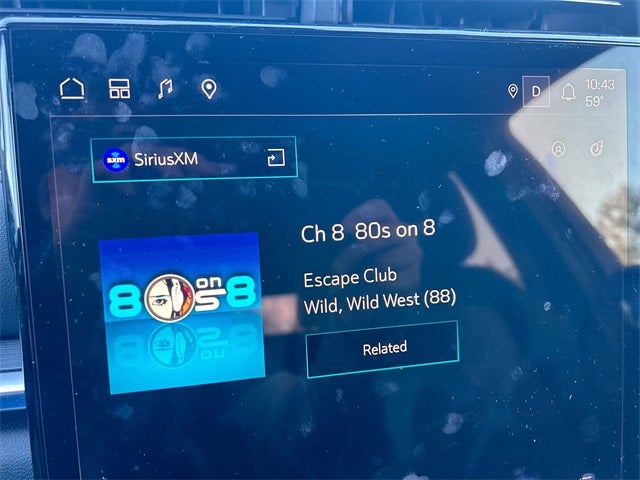 D
10:43
59°
sxm SiriusXM
Ch 8 80s on 8
Escape Club
Wild, Wild West (88)
Related
80s on 8